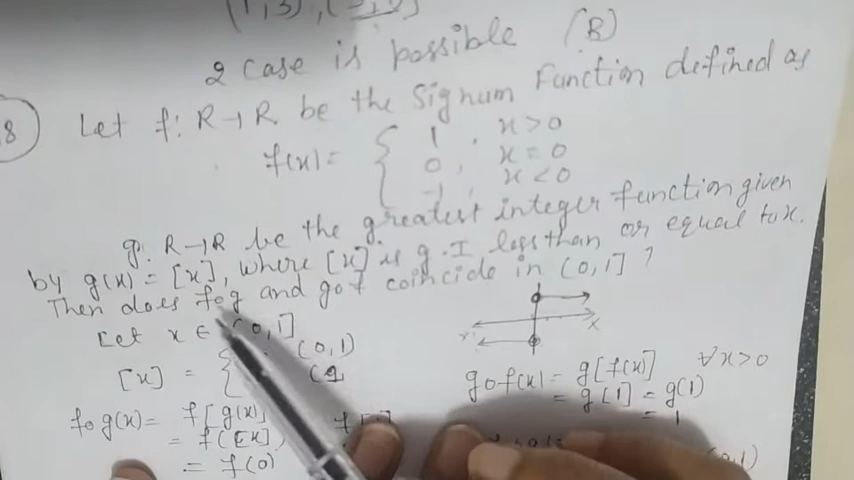 (1,3),
2 case is possible (B)
8 Let f: R→R be the Signum Function defined as
f(x) = { 1, x>0
0, x=0
-1, x<0
g: R→R be the greatest integer function given
by g(x) = [x], where [x] is g.I less than or equal to x.
Then does fog and gof coincide in (0,1] ?
Let x ∈ (0,1]
[x] = { (0,1)
x
gof(x) = g[f(x)] ∀x>0
= g[1] = g(1)
= 1
fog(x) = f[g(x)]
= f([x])
= f(0)